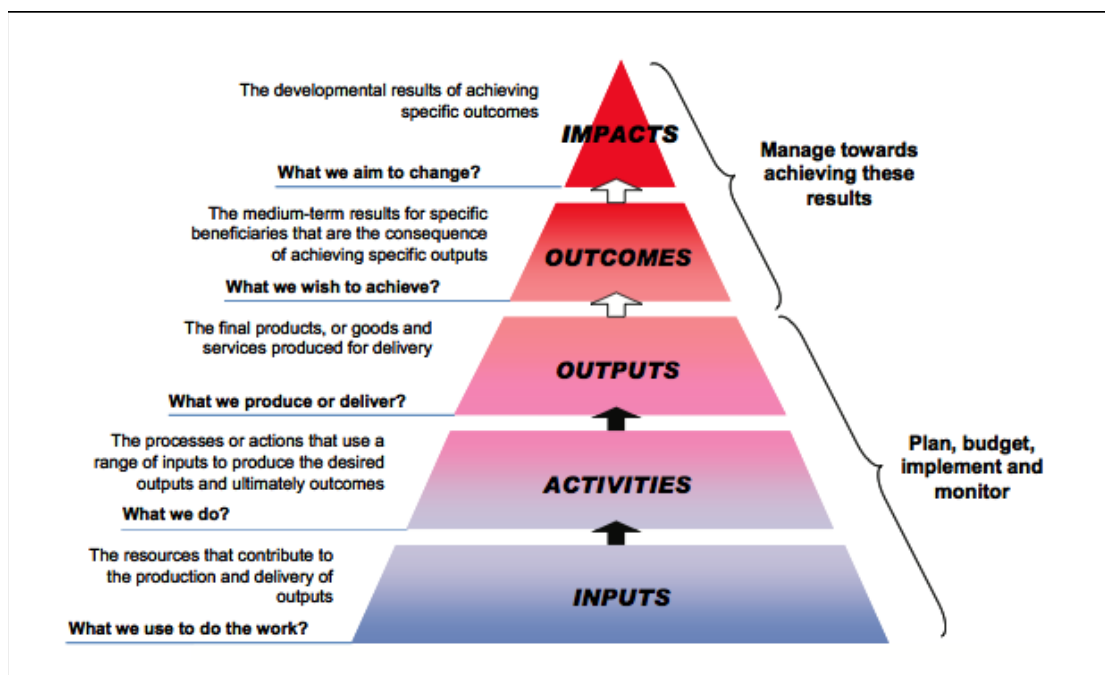 The developmental results of achieving
specific outcomes
IMPACTS
What we aim to change?
Manage towards
achieving these
results
The medium-term results for specific
beneficiaries that are the consequence
of achieving specific outputs
OUTCOMES
What we wish to achieve?
The final products, or goods and
services produced for delivery
OUTPUTS
What we produce or deliver?
The processes or actions that use a
range of inputs to produce the desired
outputs and ultimately outcomes
ACTIVITIES
What we do?
Plan, budget,
implement and
monitor
The resources that contribute to
the production and delivery of
outputs
INPUTS
What we use to do the work?